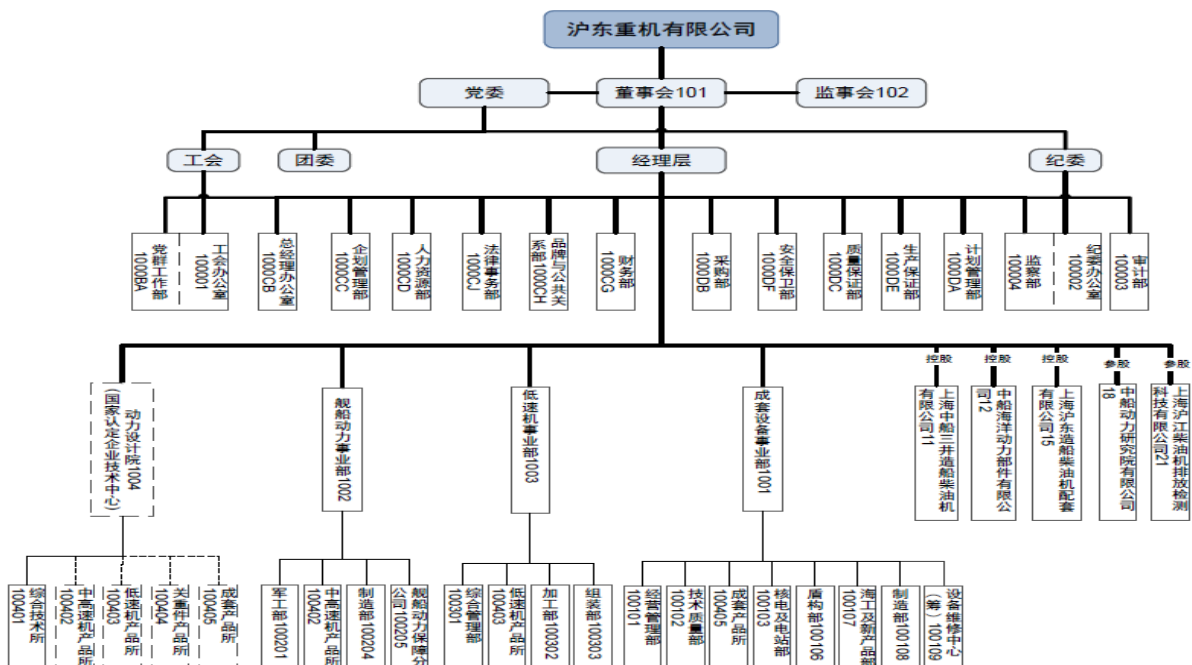 沪东重机有限公司
党委
董事会101
监事会102
工会
团委
经理层
纪委
党群工作部
1000BA
工会办公室
100001
总经理办公室
1000CB
企划管理部
1000CC
人力资源部
1000CD
法律事务部
1000CJ
品牌与公共关
系部1000CH
财务部
1000CG
采购部
1000DB
安全保卫部
1000DF
质量保证部
1000DC
生产保证部
1000DE
计划管理部
1000DA
监察部
100004
纪委办公室
100002
审计部
100003
控股
控股
控股
参股
参股
动力设计院1004
(国家认定企业技术中心)
舰船动力事业部1002
低速机事业部1003
成套设备事业部1001
上海中船三井造船柴油机
有限公司11
中船海洋动力部件有限公
司12
上海沪东造船柴油机配套
有限公司15
中船动力研究院有限公司
18
上海沪江柴油机排放检测
科技有限公司21
综合技术所
100401
中高速机产品所
100402
低速机产品所
100403
关重件产品所
100404
成套产品所
100405
军工部100201
中高速机产品所
100402
制造部
100204
舰船动力保障分
公司100205
综合管理部
100301
低速机产品所
100403
加工部100302
组装部100303
经营管理部
100101
技术质量部
100102
成套产品所
100405
核电及电站部
100103
盾构部100106
海工及新产品部
100107
制造部100108
设备维修中心
(筹)100109